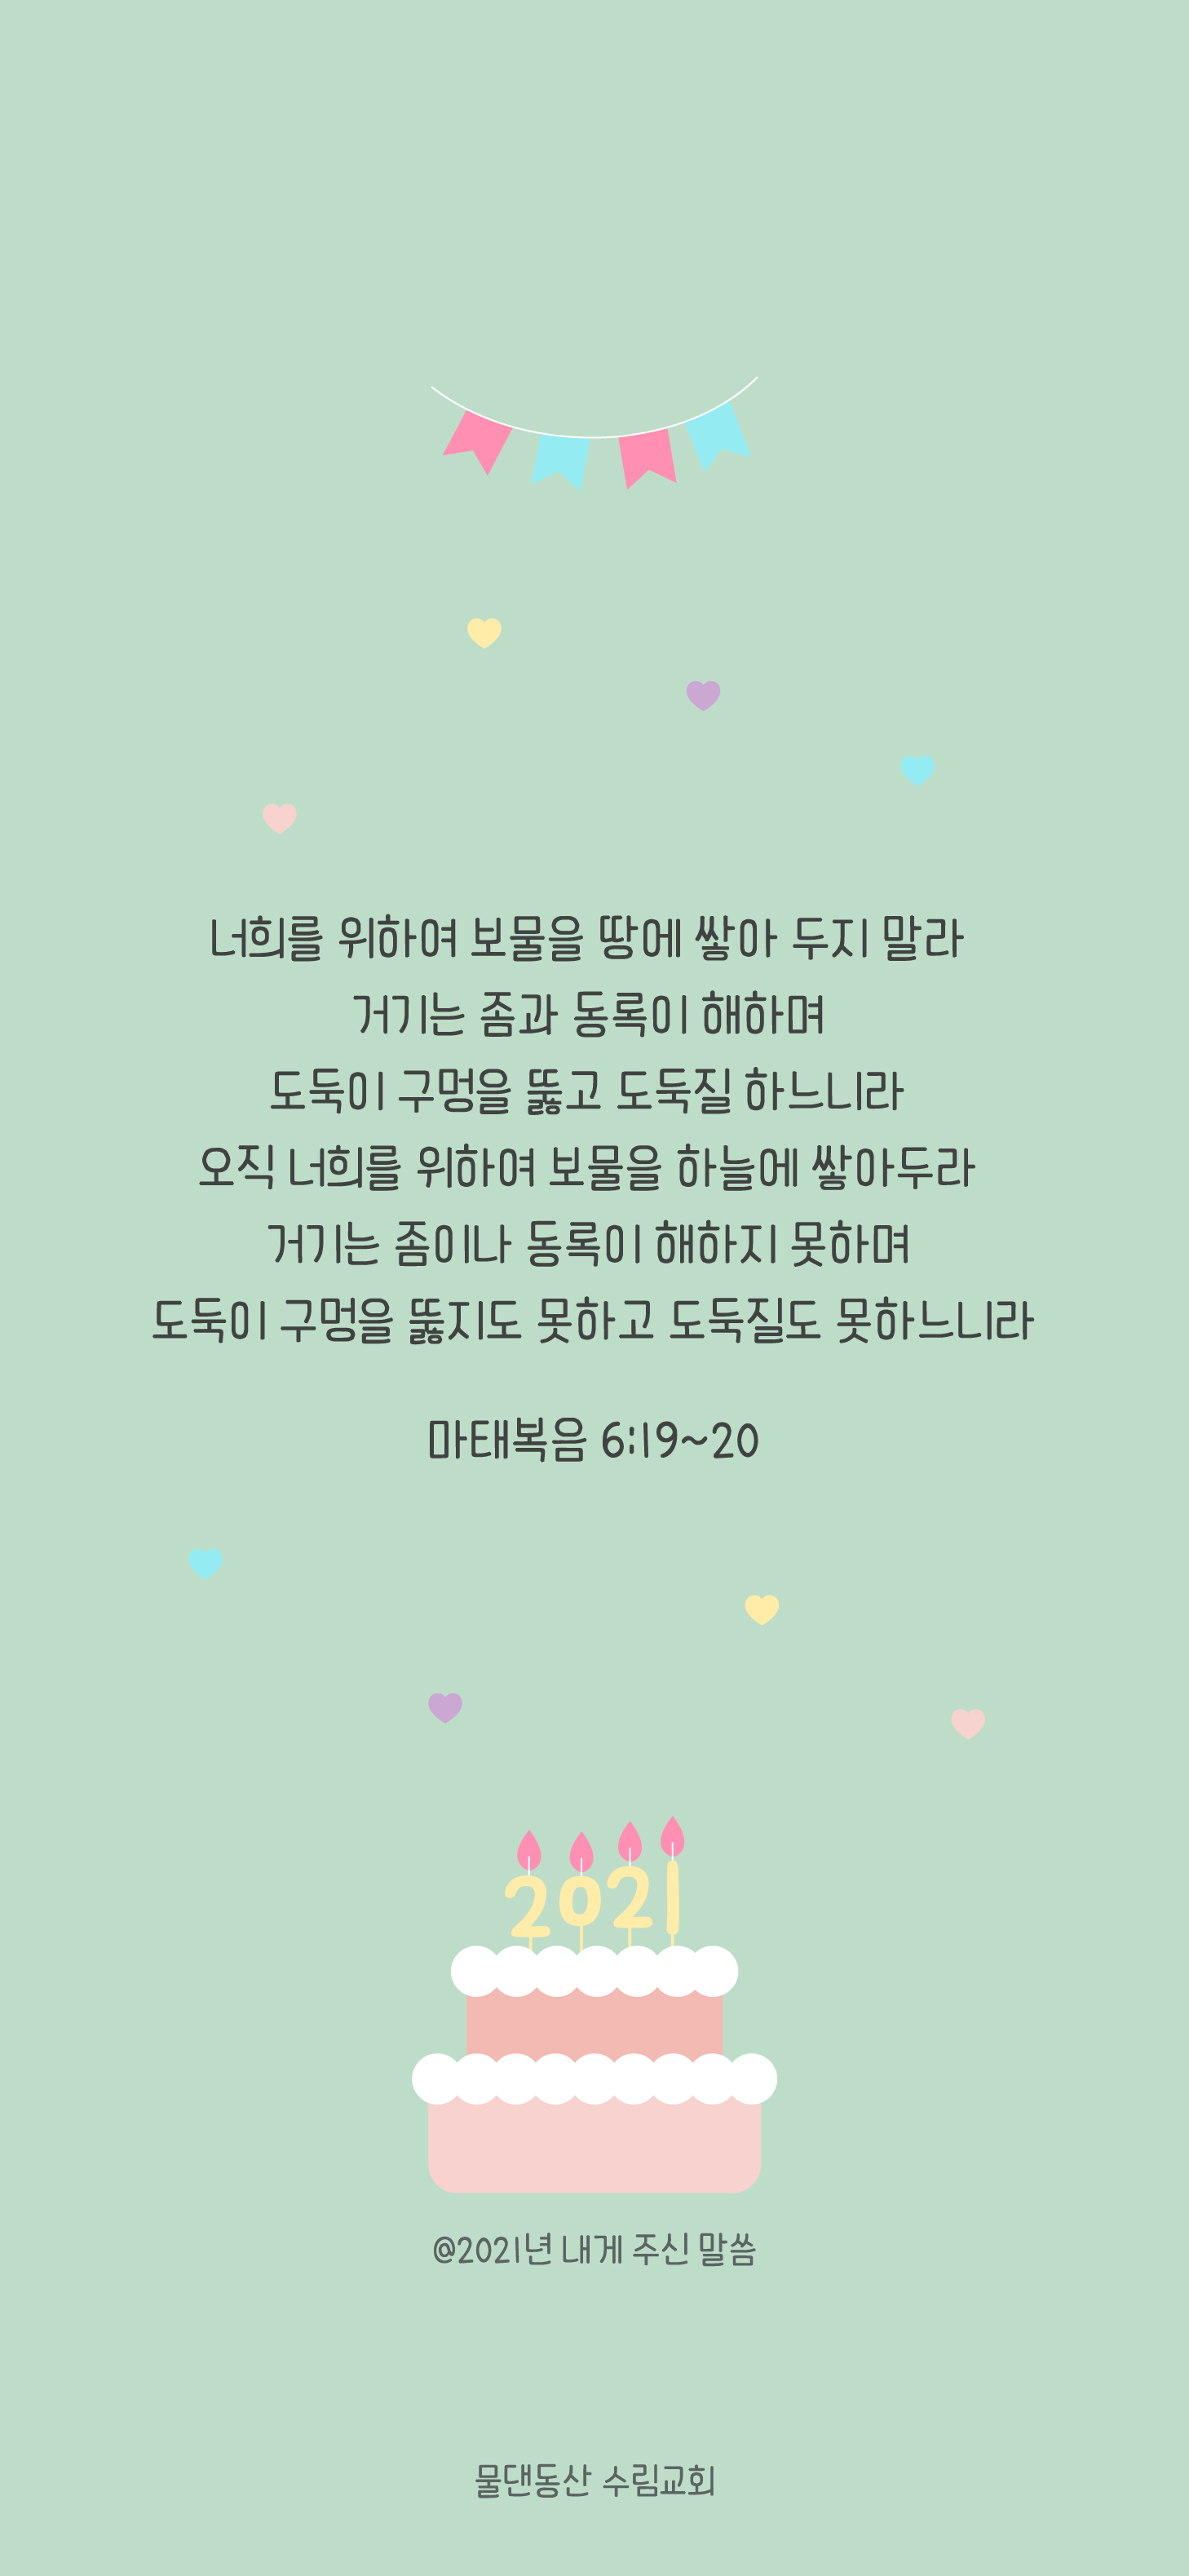 너희를 위하여 보물을 땅에 쌓아 두지 말라
거기는 좀과 동록이 해하며
도둑이 구멍을 뚫고 도둑질 하느니라
오직 너희를 위하여 보물을 하늘에 쌓아두라
거기는 좀이나 동록이 해하지 못하며
도둑이 구멍을 뚫지도 못하고 도둑질도 못하느니라
마태복음 6:19~20
2021
@2021년 내게 주신 말씀
물댄동산 수림교회